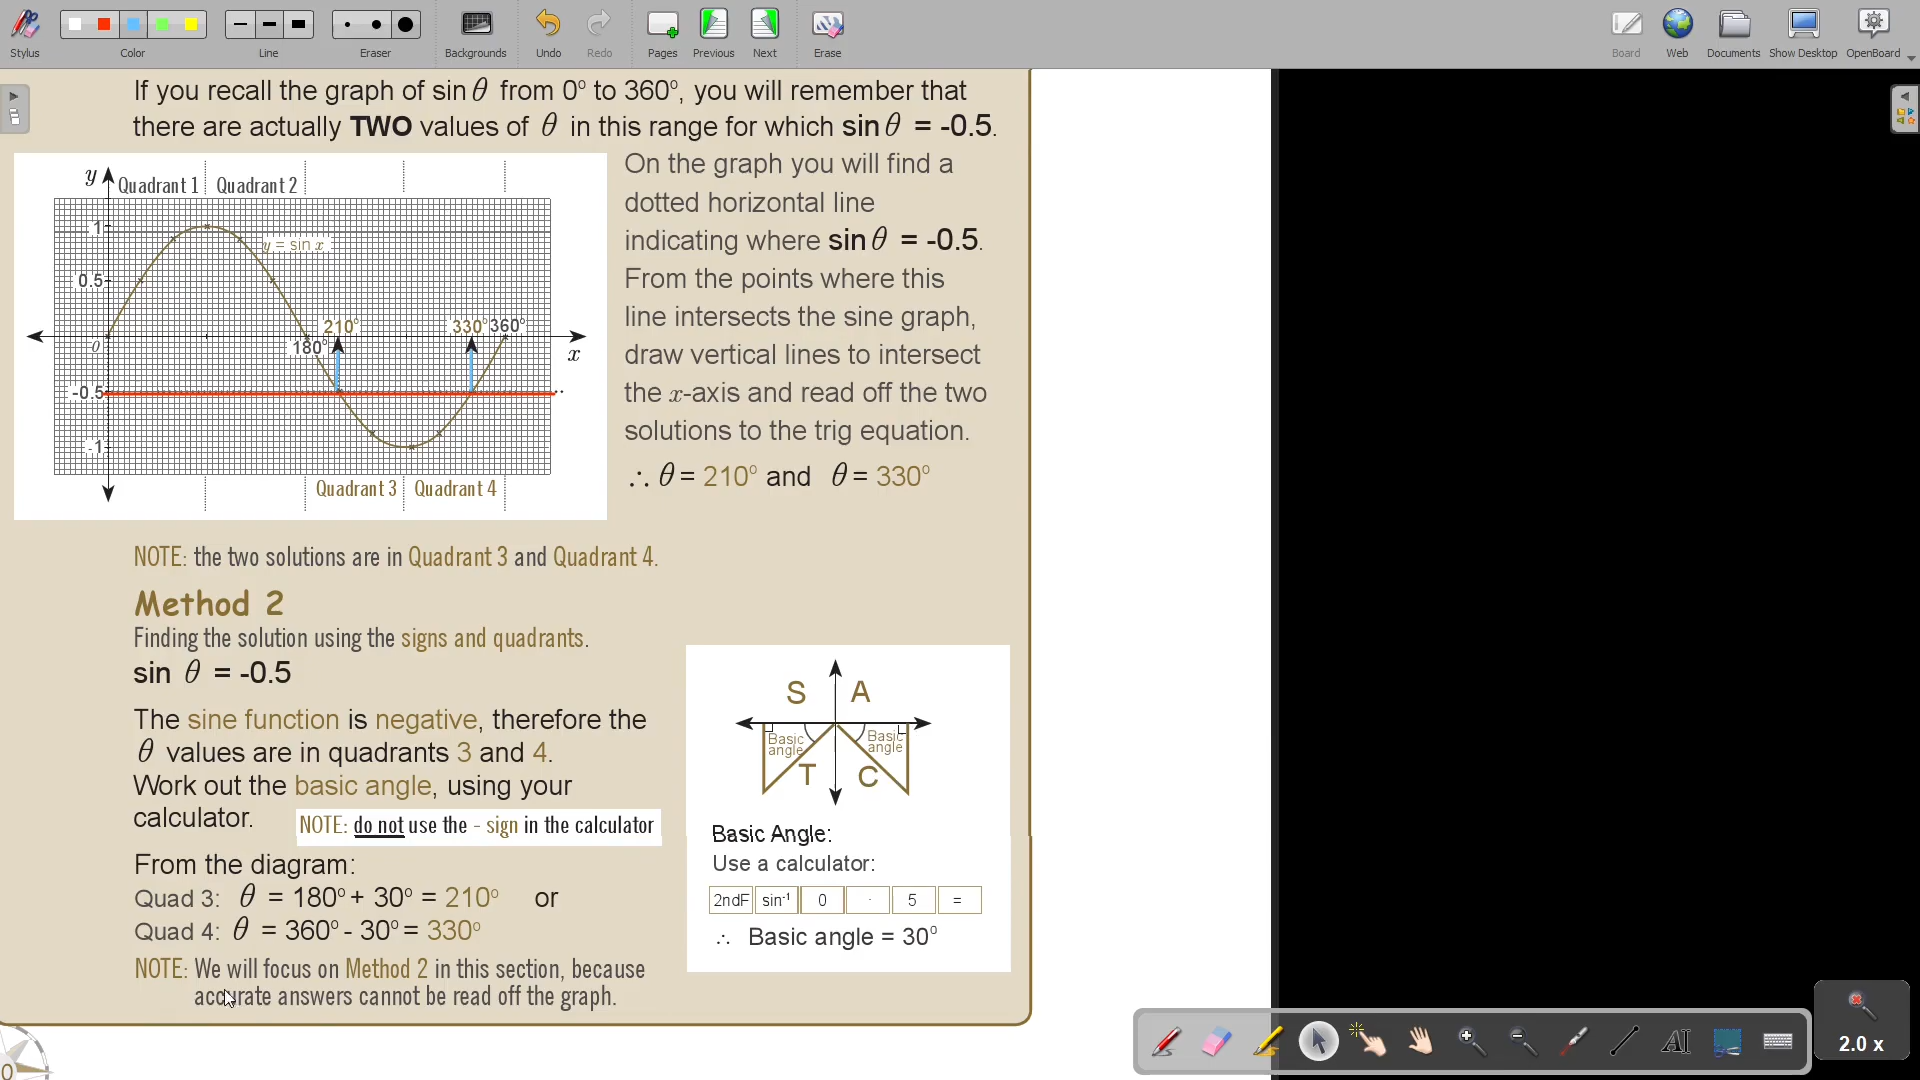 Stylus Color Line Eraser Backgrounds Undo Redo Pages Previous Next Erase Board Web Documents Show Desktop OpenBoard
If you recall the graph of sin θ from 0° to 360°, you will remember that
there are actually TWO values of θ in this range for which sin θ = -0.5.
y Quadrant 1 Quadrant 2
1
y = sin x
0.5
210° 330° 360°
0 180° x
-0.5
-1
Quadrant 3 Quadrant 4
On the graph you will find a
dotted horizontal line
indicating where sin θ = -0.5.
From the points where this
line intersects the sine graph,
draw vertical lines to intersect
the x-axis and read off the two
solutions to the trig equation.
∴ θ = 210° and θ = 330°
NOTE: the two solutions are in Quadrant 3 and Quadrant 4.
Method 2
Finding the solution using the signs and quadrants.
sin θ = -0.5
The sine function is negative, therefore the
θ values are in quadrants 3 and 4.
Work out the basic angle, using your
calculator.
NOTE: do not use the - sign in the calculator
From the diagram:
Quad 3: θ = 180° + 30° = 210° or
Quad 4: θ = 360° - 30° = 330°
NOTE: We will focus on Method 2 in this section, because
accurate answers cannot be read off the graph.
S A
Basic angle Basic angle
T C
Basic Angle:
Use a calculator:
2ndF sin⁻¹ 0 · 5 =
∴ Basic angle = 30°
2.0 x